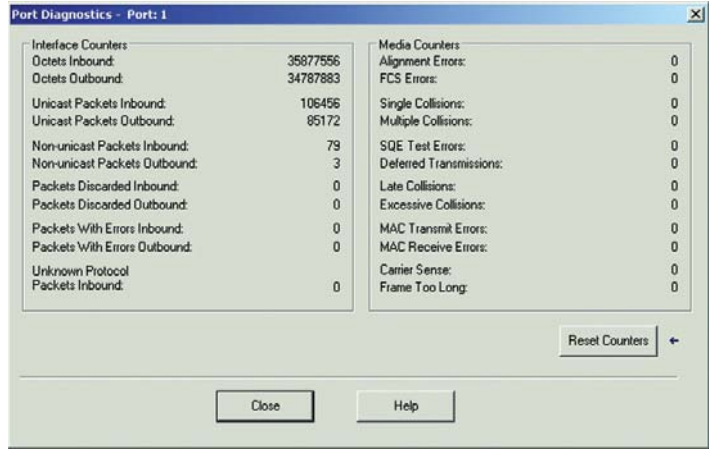 Port Diagnostics - Port: 1
Interface Counters
Octets Inbound: 35877556
Octets Outbound: 34787883
Unicast Packets Inbound: 106456
Unicast Packets Outbound: 85172
Non-unicast Packets Inbound: 79
Non-unicast Packets Outbound: 3
Packets Discarded Inbound: 0
Packets Discarded Outbound: 0
Packets With Errors Inbound: 0
Packets With Errors Outbound: 0
Unknown Protocol
Packets Inbound: 0
Media Counters
Alignment Errors: 0
FCS Errors: 0
Single Collisions: 0
Multiple Collisions: 0
SQE Test Errors: 0
Deferred Transmissions: 0
Late Collisions: 0
Excessive Collisions: 0
MAC Transmit Errors: 0
MAC Receive Errors: 0
Carrier Sense: 0
Frame Too Long: 0
Reset Counters
Close
Help